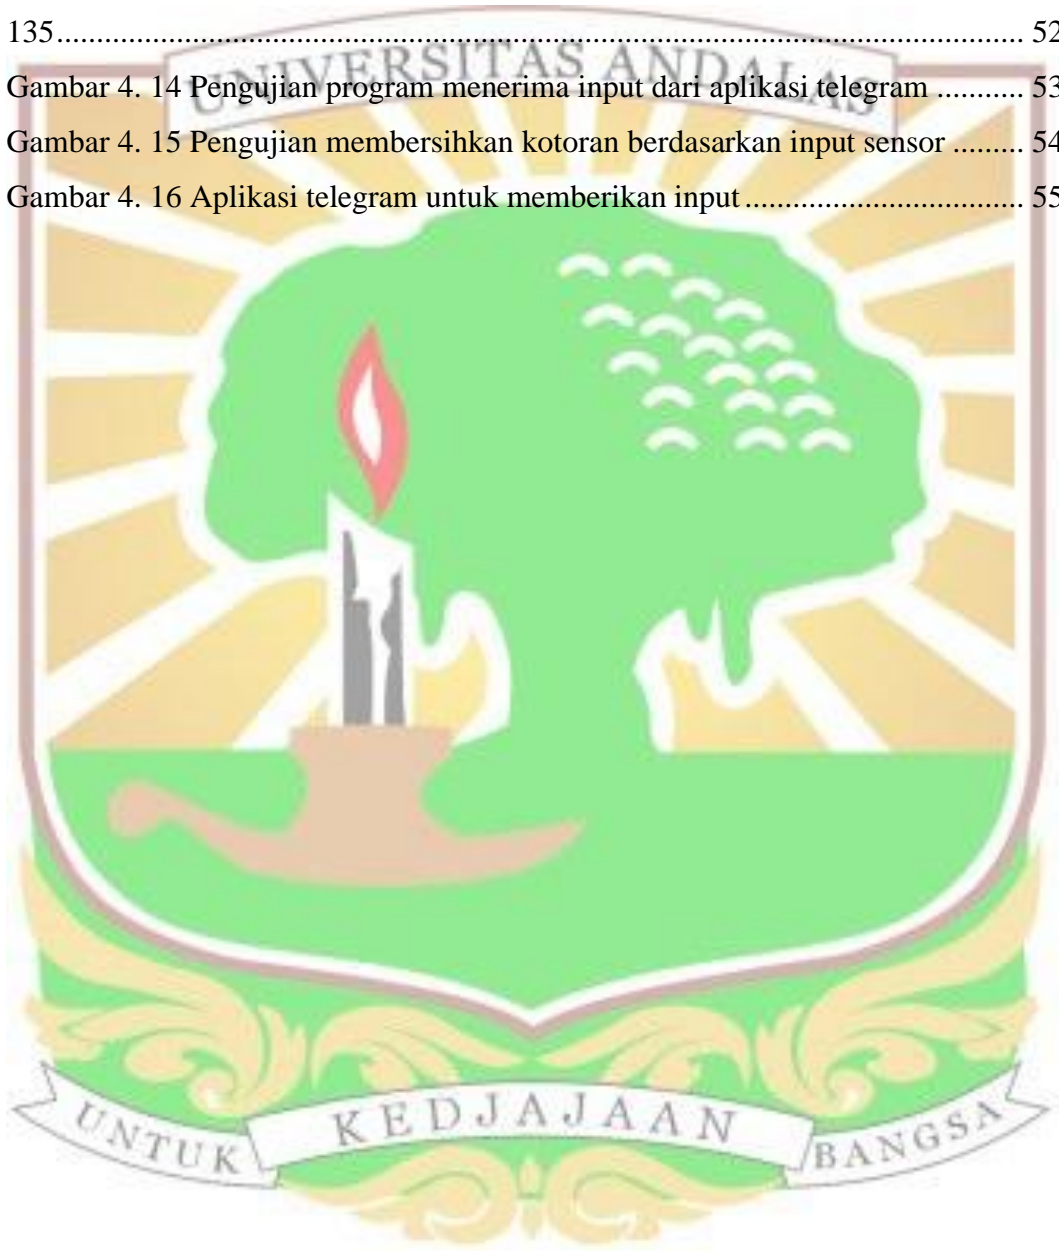 135.......................................................................................................................... 52
UNIVERSITAS ANDALAS
Gambar 4. 14 Pengujian program menerima input dari aplikasi telegram ........... 53
Gambar 4. 15 Pengujian membersihkan kotoran berdasarkan input sensor ......... 54
Gambar 4. 16 Aplikasi telegram untuk memberikan input................................... 55
UNTUK KEDJAJAAN BANGSA